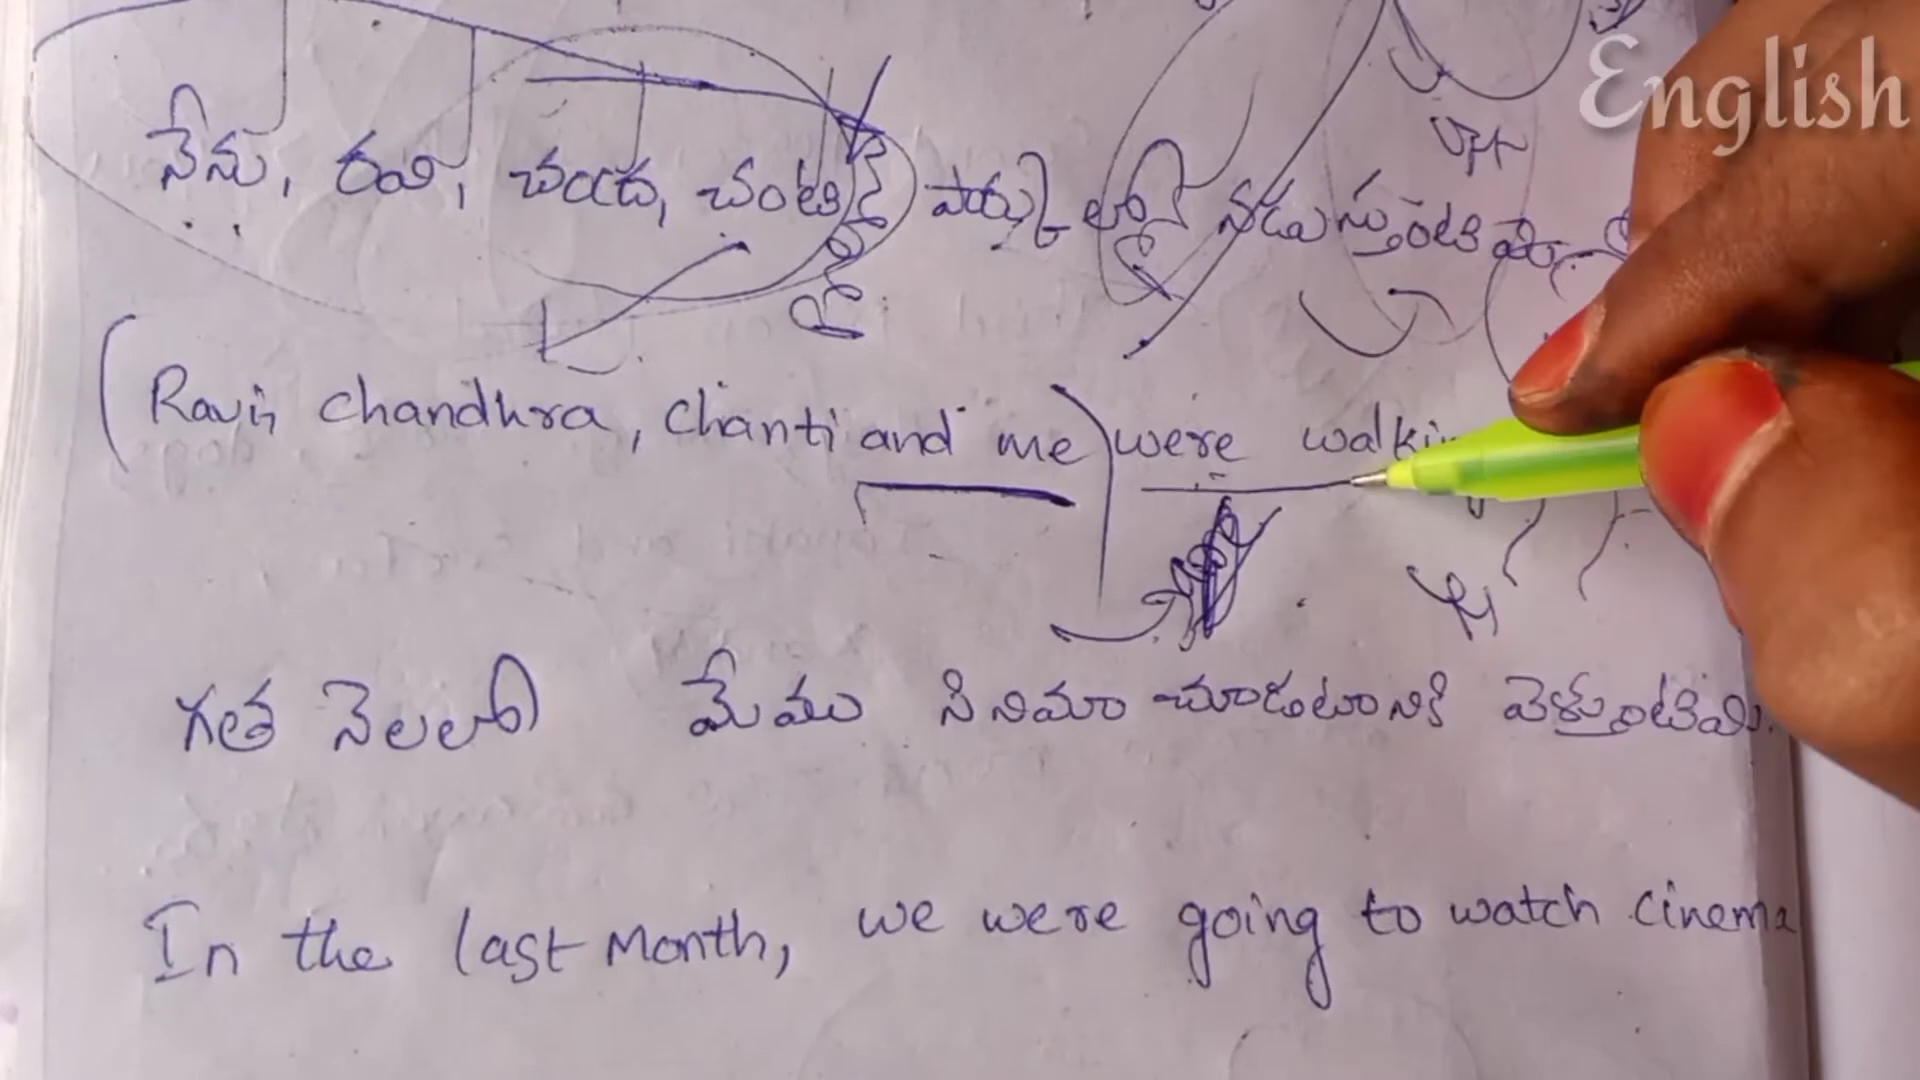 English
నేను, రవి, చంద్ర, చంటి పార్కు లో నడుస్తుంటిమి
Ravi, chandhra, chanti and me were
గత నెలలో మేము సినిమా చూడటానికి వెళ్తుంటిమి.
In the last Month, we were going to watch cinema